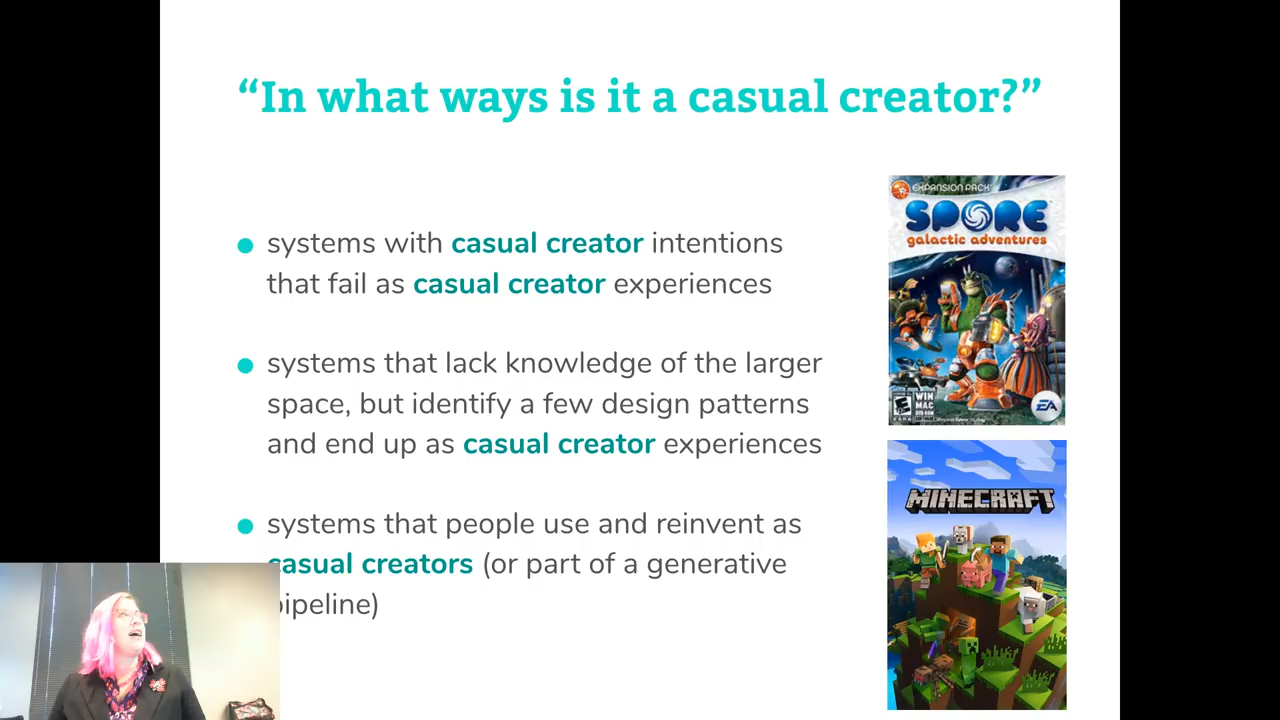 “In what ways is it a casual creator?”
systems with casual creator intentions
that fail as casual creator experiences
systems that lack knowledge of the larger
space, but identify a few design patterns
and end up as casual creator experiences
systems that people use and reinvent as
casual creators (or part of a generative
pipeline)
EXPANSION PACK
SPORE
galactic adventures
WIN
MAC
EA
MINECRAFT